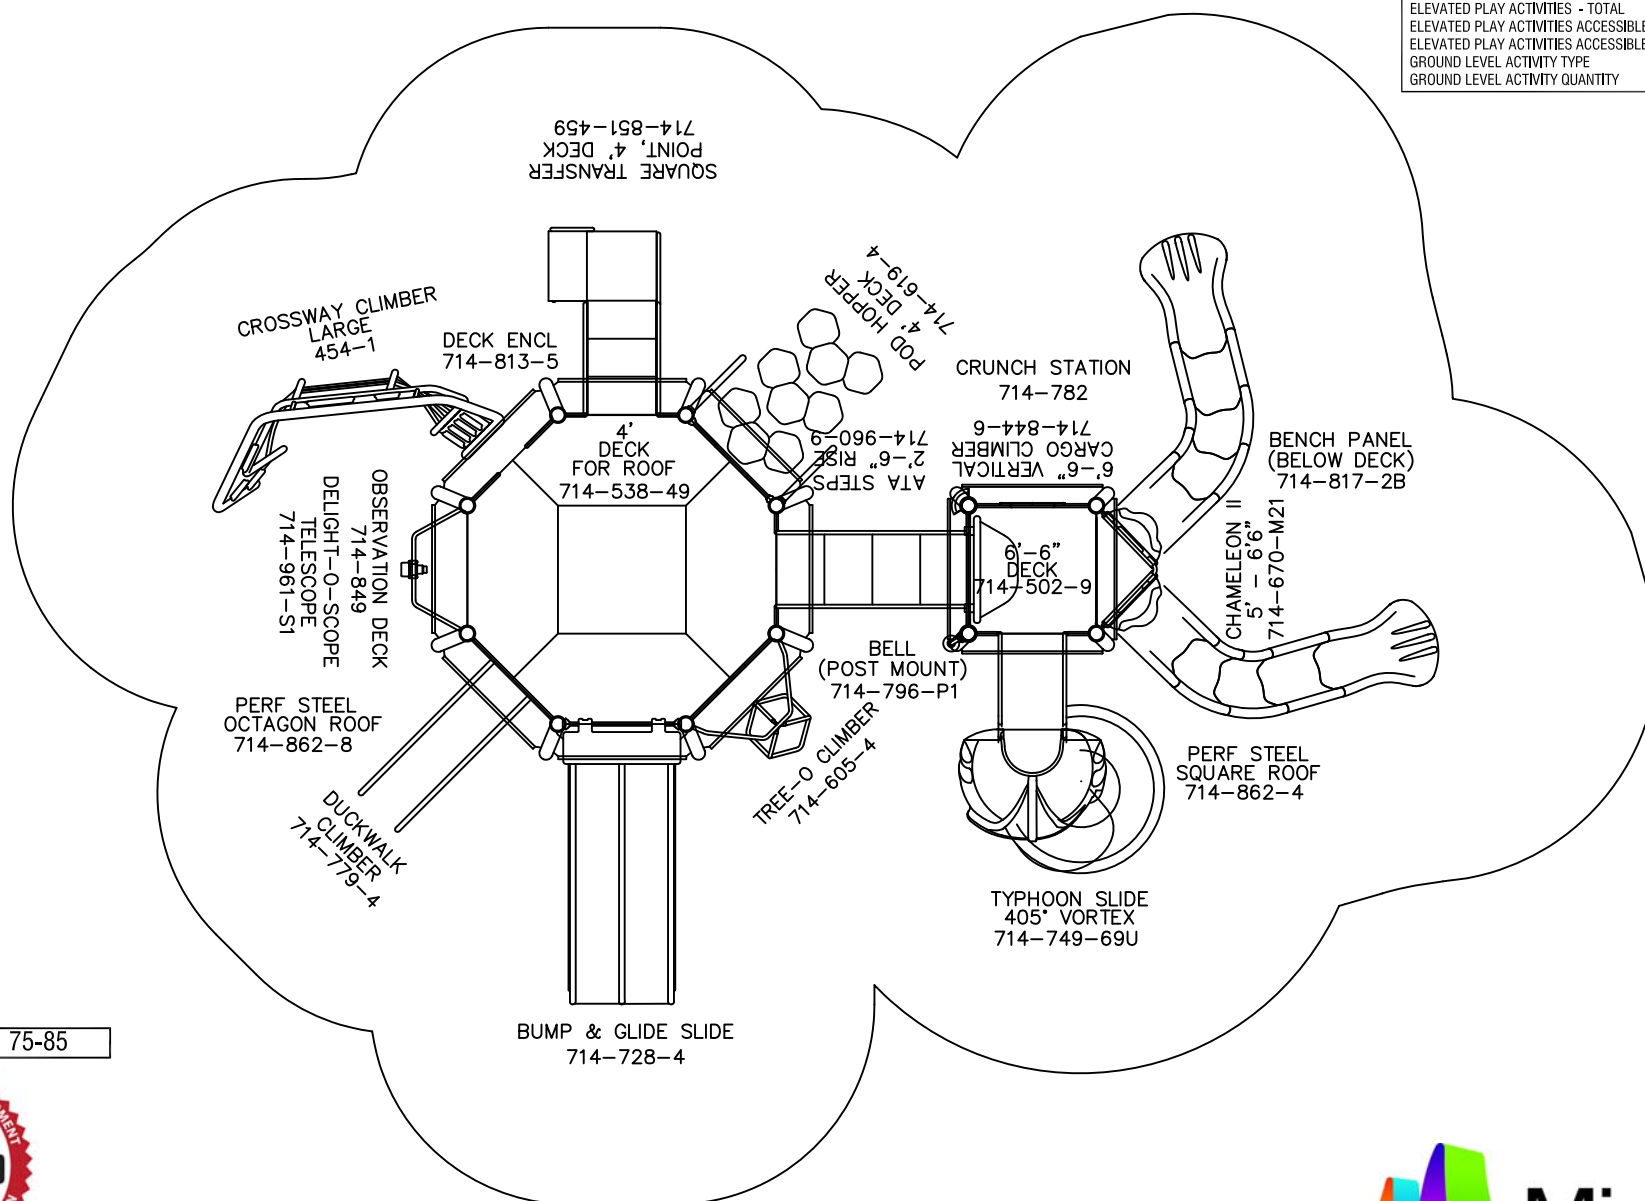 ELEVATED PLAY ACTIVITIES - TOTAL
ELEVATED PLAY ACTIVITIES ACCESSIBLE
ELEVATED PLAY ACTIVITIES ACCESSIBLE
GROUND LEVEL ACTIVITY TYPE
GROUND LEVEL ACTIVITY QUANTITY
SQUARE TRANSFER
POINT, 4' DECK
714-851-459
CROSSWAY CLIMBER
LARGE
454-1
DECK ENCL
714-813-5
POD HOPPER
4' DECK
714-619-4
CRUNCH STATION
714-782
4'
DECK
FOR ROOF
714-538-49
ATA STEPS
2'-6" RISE
714-960-9
6'-6" VERTICAL
CARGO CLIMBER
714-844-6
BENCH PANEL
(BELOW DECK)
714-817-2B
OBSERVATION DECK
714-849
DELIGHT-O-SCOPE
TELESCOPE
714-961-S1
6'-6"
DECK
714-502-9
CHAMELEON II
5' - 6'6"
714-670-M21
BELL
(POST MOUNT)
714-796-P1
PERF STEEL
OCTAGON ROOF
714-862-8
TREE-O CLIMBER
714-605-4
PERF STEEL
SQUARE ROOF
714-862-4
DUCKWALK
CLIMBER
714-779-4
TYPHOON SLIDE
405° VORTEX
714-749-69U
BUMP & GLIDE SLIDE
714-728-4
75-85
MENT
Mi